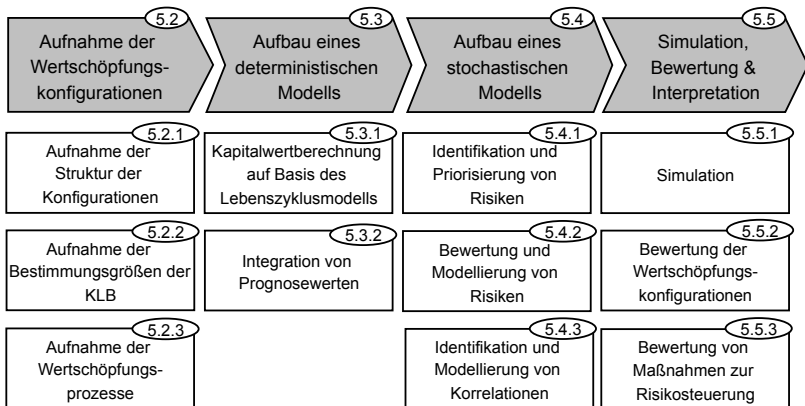 5.2
Aufnahme der
Wertschöpfungs-
konfigurationen
5.3
Aufbau eines
deterministischen
Modells
5.4
Aufbau eines
stochastischen
Modells
5.5
Simulation,
Bewertung &
Interpretation
5.2.1
Aufnahme der
Struktur der
Konfigurationen
5.3.1
Kapitalwertberechnung
auf Basis des
Lebenszyklusmodells
5.4.1
Identifikation und
Priorisierung von
Risiken
5.5.1
Simulation
5.2.2
Aufnahme der
Bestimmungsgrößen der
KLB
5.3.2
Integration von
Prognosewerten
5.4.2
Bewertung und
Modellierung von
Risiken
5.5.2
Bewertung der
Wertschöpfungs-
konfigurationen
5.2.3
Aufnahme der
Wertschöpfungs-
prozesse
5.4.3
Identifikation und
Modellierung von
Korrelationen
5.5.3
Bewertung von
Maßnahmen zur
Risikosteuerung